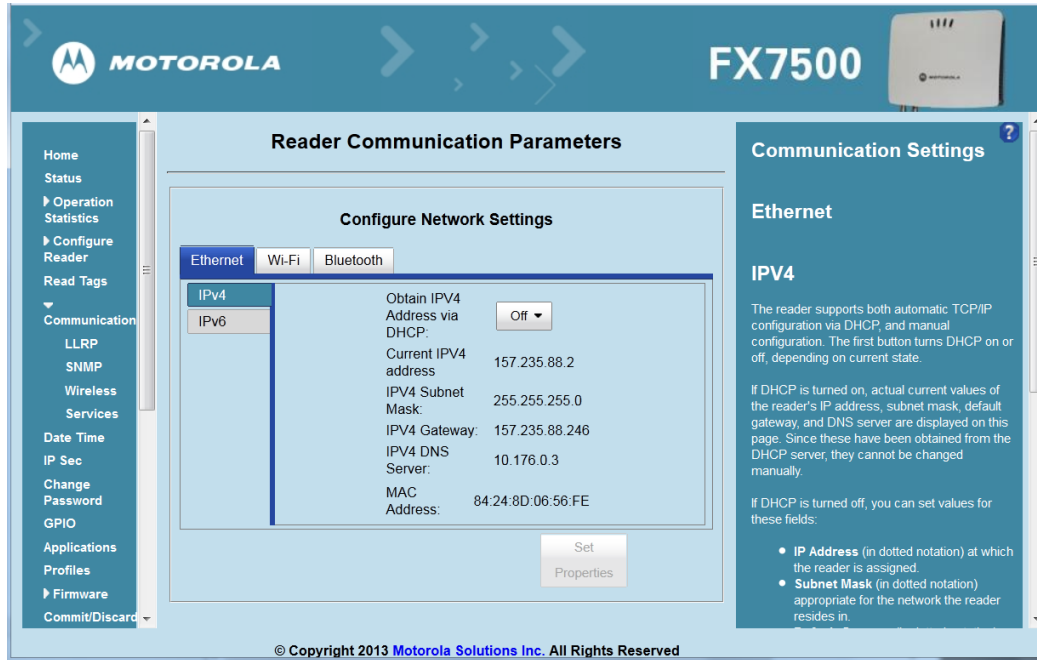 MOTOROLA
FX7500
MOTOROLA
Home
Status
Operation
Statistics
Configure
Reader
Read Tags
Communication
LLRP
SNMP
Wireless
Services
Date Time
IP Sec
Change
Password
GPIO
Applications
Profiles
Firmware
Commit/Discard
Reader Communication Parameters
Configure Network Settings
Ethernet Wi-Fi Bluetooth
IPv4
IPv6
Obtain IPV4
Address via
DHCP:
Off
Current IPV4
address
157.235.88.2
IPV4 Subnet
Mask:
255.255.255.0
IPV4 Gateway: 157.235.88.246
IPV4 DNS
Server:
10.176.0.3
MAC
Address:
84:24:8D:06:56:FE
Set
Properties
?
Communication Settings
Ethernet
IPV4
The reader supports both automatic TCP/IP
configuration via DHCP, and manual
configuration. The first button turns DHCP on or
off, depending on current state.
If DHCP is turned on, actual current values of
the reader's IP address, subnet mask, default
gateway, and DNS server are displayed on this
page. Since these have been obtained from the
DHCP server, they cannot be changed
manually.
If DHCP is turned off, you can set values for
these fields:
IP Address (in dotted notation) at which
the reader is assigned.
Subnet Mask (in dotted notation)
appropriate for the network the reader
resides in.
© Copyright 2013 Motorola Solutions Inc. All Rights Reserved